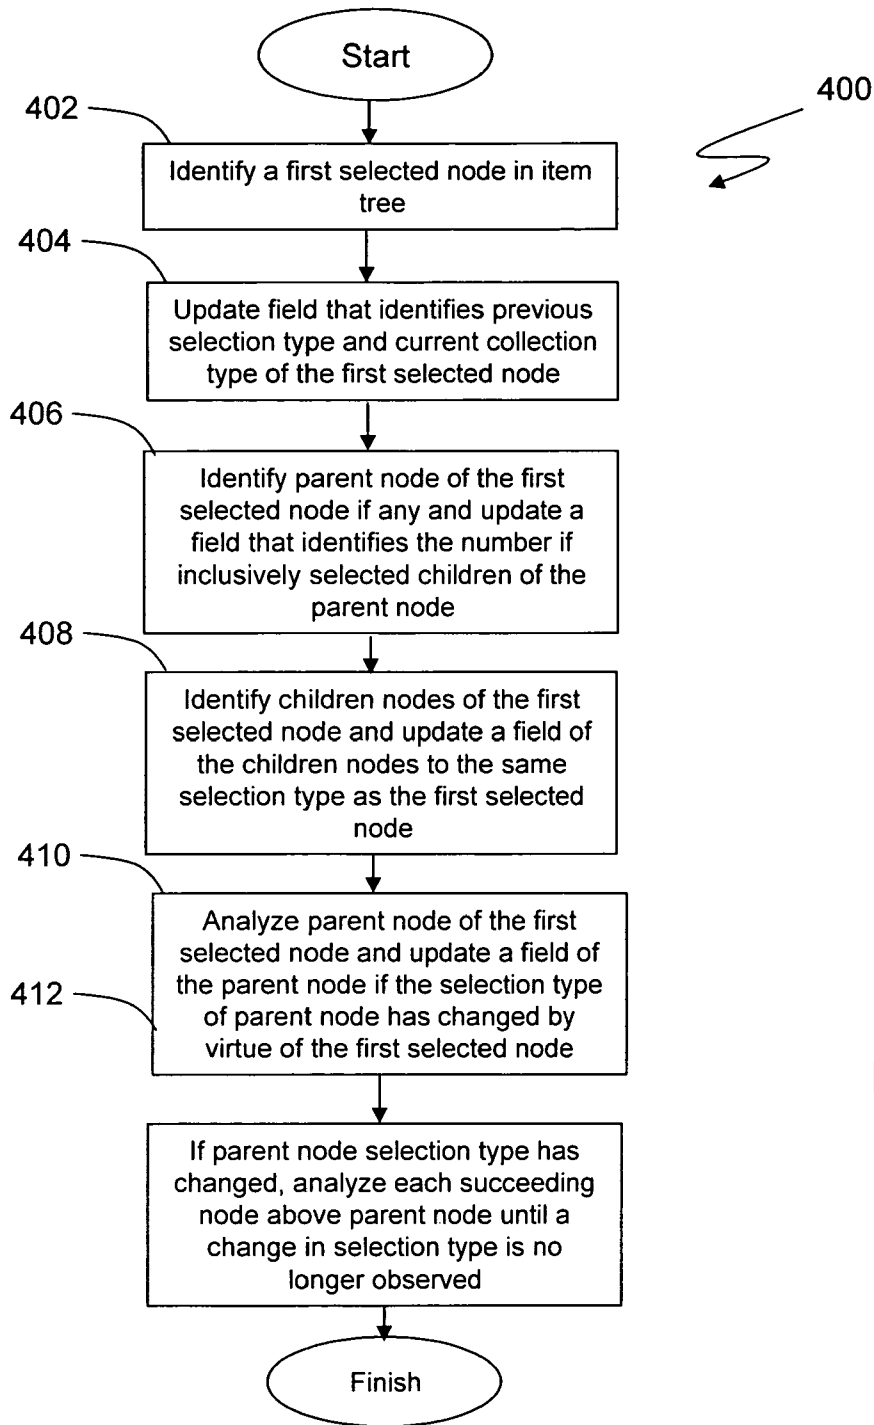 Start
400
402
Identify a first selected node in item
tree
404
Update field that identifies previous
selection type and current collection
type of the first selected node
406
Identify parent node of the first
selected node if any and update a
field that identifies the number if
inclusively selected children of the
parent node
408
Identify children nodes of the first
selected node and update a field of
the children nodes to the same
selection type as the first selected
node
410
Analyze parent node of the first
selected node and update a field of
the parent node if the selection type
412
of parent node has changed by
virtue of the first selected node
If parent node selection type has
changed, analyze each succeeding
node above parent node until a
change in selection type is no
longer observed
Finish